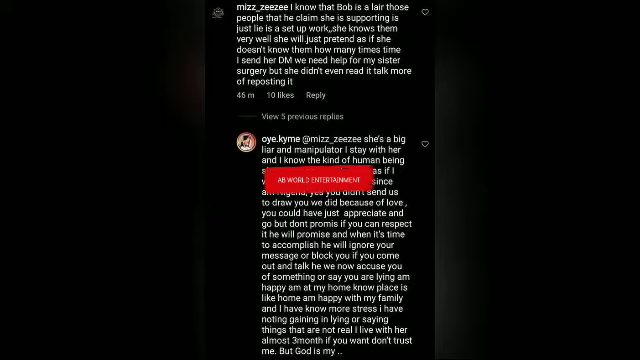 mizz_zeezee I know that Bob is a lair those
people that he claim she is supporting is
just lie is a set up work,,she knows them
very well she will.just pretend as if she
doesn't know them how many times time
I send her DM we need help for my sister
surgery but she didn't even read it talk more
of reposting it
46 m 10 likes Reply
View 5 previous replies
oye.kyme @mizz_zeezee she's a big
liar and manipulator I stay with her
and I know the kind of human being
as if I
AB WORLD ENTERTAINMENT
since
yes you didn't send us
to draw you we did because of love ,
you could have just appreciate and
go but dont promis if you can respect
it he will promise and when it's time
to accomplish he will ignore your
message or block you if you come
out and talk he we now accuse you
of something or say you are lying am
happy am at my home know place is
like home am happy with my family
and i have know more stress i have
noting gaining in lying or saying
things that are not real I live with her
almost 3month if you want don't trust
me. But God is my ..